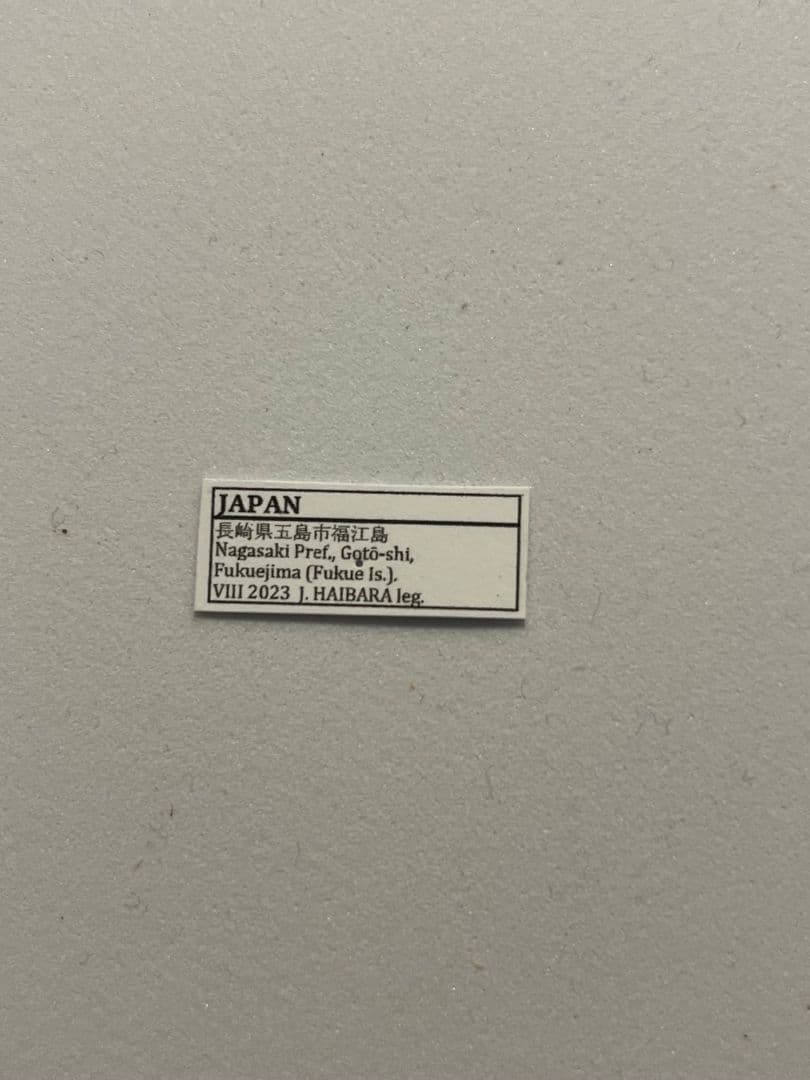 JAPAN
長崎県五島市福江島
Nagasaki Pref., Gotō-shi,
Fukuejima (Fukue Is.).
VIII 2023 J. HAIBARA leg.